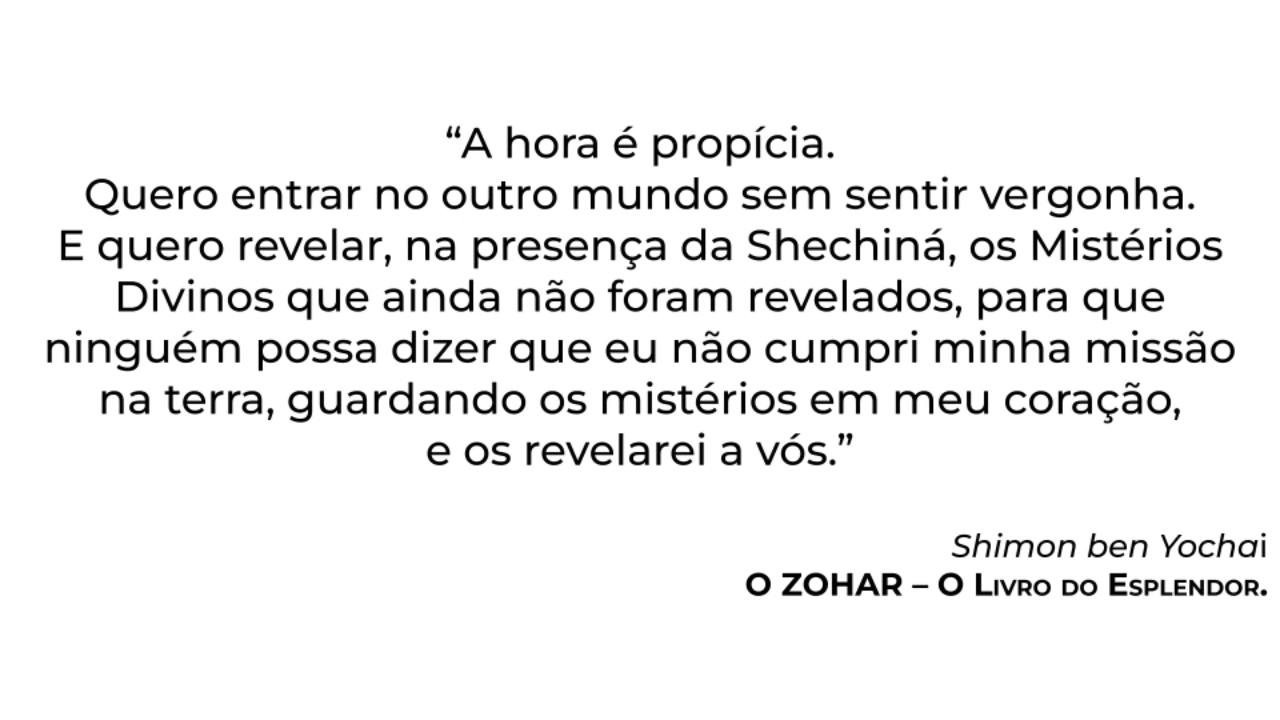 “A hora é propícia.
Quero entrar no outro mundo sem sentir vergonha.
E quero revelar, na presença da Shechiná, os Mistérios
Divinos que ainda não foram revelados, para que
ninguém possa dizer que eu não cumpri minha missão
na terra, guardando os mistérios em meu coração,
e os revelarei a vós.”
Shimon ben Yochai
O ZOHAR – O Livro do Esplendor.